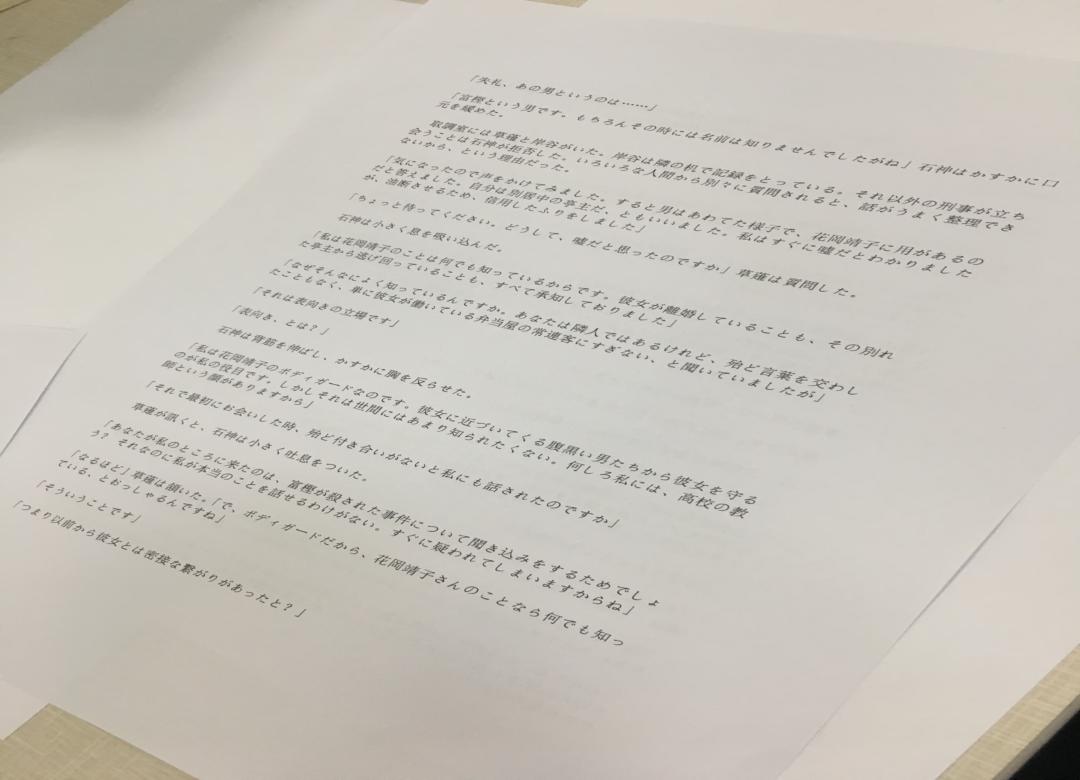 「失礼、あの男というのは……」
「富樫という男です。もちろんその時には名前は知りませんでしたがね」石神はかすかに口
元を緩めた。
取調室には草薙と岸谷がいた。岸谷は隣の机で記録をとっている。それ以外の刑事が立ち
会うことは石神が拒否した。いろいろな人間から別々に質問されると、話がうまく整理でき
ないから、という理由だった。
「気になったので声をかけてみました。すると男はあわてた様子で、花岡靖子に用があるの
だと答えました。自分は別居中の亭主だ、ともいいました。私はすぐに嘘だとわかりました
が、油断させるため、信用したふりをしました」
「ちょっと待ってください。どうして、嘘だと思ったのですか」草薙は質問した。
石神は小さく息を吸い込んだ。
「私は花岡靖子のことは何でも知っているからです。彼女が離婚していることも、その別れ
た亭主から逃げ回っていることも、すべて承知しておりました」
「なぜそんなによく知っているんですか。あなたは隣人ではあるけれど、殆ど言葉を交わし
たこともなく、単に彼女が働いている弁当屋の常連客にすぎない、と聞いていましたが」
「それは表向きの立場です」
「表向き、とは？」
石神は背筋を伸ばし、かすかに胸を反らせた。
「私は花岡靖子のボディガードなのです。彼女に近づいてくる腹黒い男たちから彼女を守る
のが私の役目です。しかしそれは世間にはあまり知られたくない。何しろ私には、高校の教
師という顔がありますから」
「それで最初にお会いした時、殆ど付き合いがないと私にも話されたのですか」
草薙が訊くと、石神は小さく吐息をついた。
「あなたが私のところに来たのは、富樫が殺された事件について聞き込みをするためでしょ
う？ それなのに私が本当のことを話せるわけがない。すぐに疑われてしまいますからね」
「なるほど」草薙は頷いた。「で、ボディガードだから、花岡靖子さんのことなら何でも知っ
ている、とおっしゃるんですね」
「そういうことです」
「つまり以前から彼女とは密接な繋がりがあったと？」